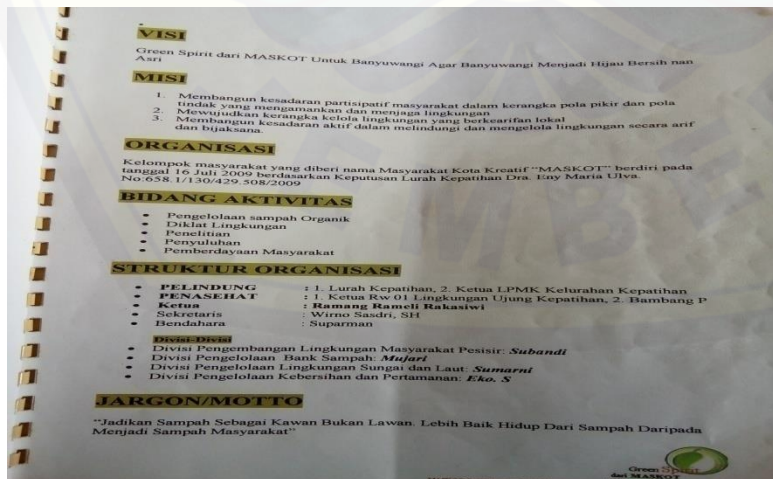 VISI
Green Spirit dari MASKOT Untuk Banyuwangi Agar Banyuwangi Menjadi Hijau Bersih nan
Asri
MISI
1. Membangun kesadaran partisipatif masyarakat dalam kerangka pola pikir dan pola
tindak yang mengamankan dan menjaga lingkungan
2. Mewujudkan kerangka kelola lingkungan yang berkearifan lokal
3. Membangun kesadaran aktif dalam melindungi dan mengelola lingkungan secara arif
dan bijaksana.
ORGANISASI
Kelompok masyarakat yang diberi nama Masyarakat Kota Kreatif "MASKOT" berdiri pada
tanggal 16 Juli 2009 berdasarkan Keputusan Lurah Kepatihan Dra. Eny Maria Ulva.
No:658.1/130/429.508/2009
BIDANG AKTIVITAS
• Pengelolaan sampah Organik
• Diklat Lingkungan
• Penelitian
• Penyuluhan
• Pemberdayaan Masyarakat
STRUKTUR ORGANISASI
• PELINDUNG : 1. Lurah Kepatihan, 2. Ketua LPMK Kelurahan Kepatihan
• PENASEHAT : 1. Ketua Rw 01 Lingkungan Ujung Kepatihan, 2. Bambang P
• Ketua : Ramang Rameli Rakasiwi
• Sekretaris : Wirno Sasdri, SH
• Bendahara : Suparman
Divisi-Divisi
• Divisi Pengembangan Lingkungan Masyarakat Pesisir: Subandi
• Divisi Pengelolaan Bank Sampah: Mujari
• Divisi Pengelolaan Lingkungan Sungai dan Laut: Sumarni
• Divisi Pengelolaan Kebersihan dan Pertamanan: Eko. S
JARGON/MOTTO
"Jadikan Sampah Sebagai Kawan Bukan Lawan. Lebih Baik Hidup Dari Sampah Daripada
Menjadi Sampah Masyarakat"
Green Spirit
dari MASKOT